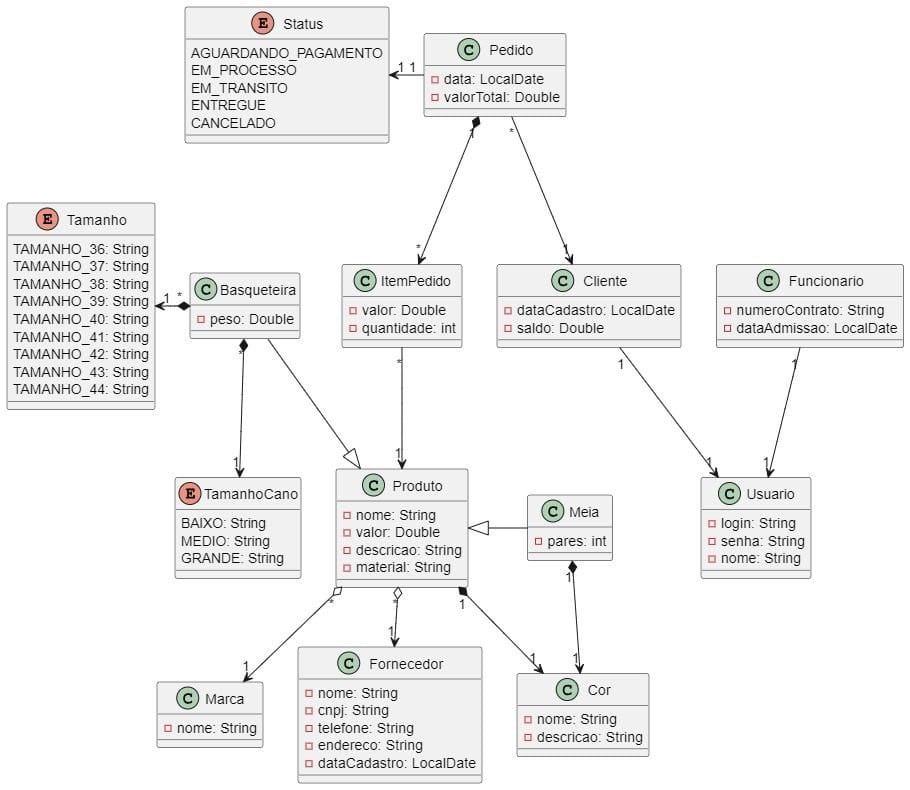 E Status
AGUARDANDO_PAGAMENTO
EM_PROCESSO
EM_TRANSITO
ENTREGUE
CANCELADO
1 1
C Pedido
data: LocalDate
valorTotal: Double
1
*
*
1
E Tamanho
TAMANHO_36: String
TAMANHO_37: String
TAMANHO_38: String
TAMANHO_39: String
TAMANHO_40: String
TAMANHO_41: String
TAMANHO_42: String
TAMANHO_43: String
TAMANHO_44: String
1 *
C Basqueteira
peso: Double
*
1
C ItemPedido
valor: Double
quantidade: int
*
1
C Cliente
dataCadastro: LocalDate
saldo: Double
1
1
C Funcionario
numeroContrato: String
dataAdmissao: LocalDate
1
1
E TamanhoCano
BAIXO: String
MEDIO: String
GRANDE: String
C Produto
nome: String
valor: Double
descricao: String
material: String
C Meia
pares: int
C Usuario
login: String
senha: String
nome: String
*
1
*
1
1
1
1
1
C Marca
nome: String
C Fornecedor
nome: String
cnpj: String
telefone: String
endereco: String
dataCadastro: LocalDate
C Cor
nome: String
descricao: String